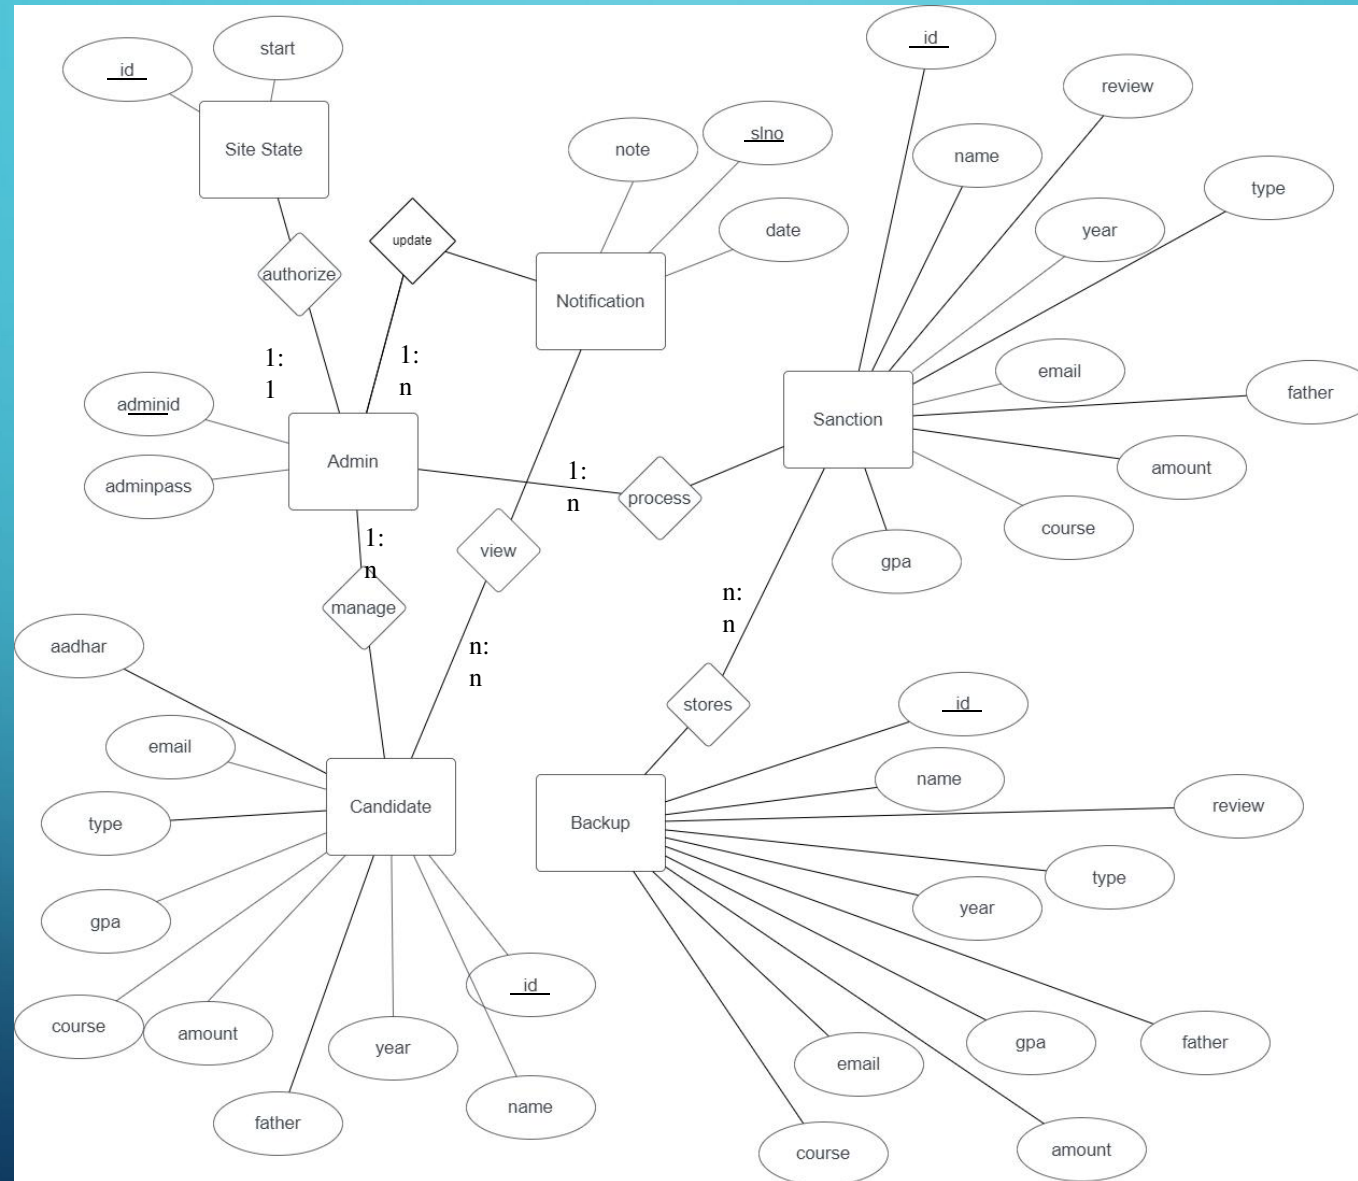 id
start
Site State
authorize
update
note
slno
date
Notification
id
review
name
type
year
email
father
Sanction
amount
course
gpa
1:
1
1:
n
adminid
adminpass
Admin
1:
n
process
1:
n
manage
view
n:
n
n:
n
stores
aadhar
email
type
gpa
course
amount
father
year
name
id
Candidate
Backup
id
name
review
type
year
father
gpa
email
amount
course